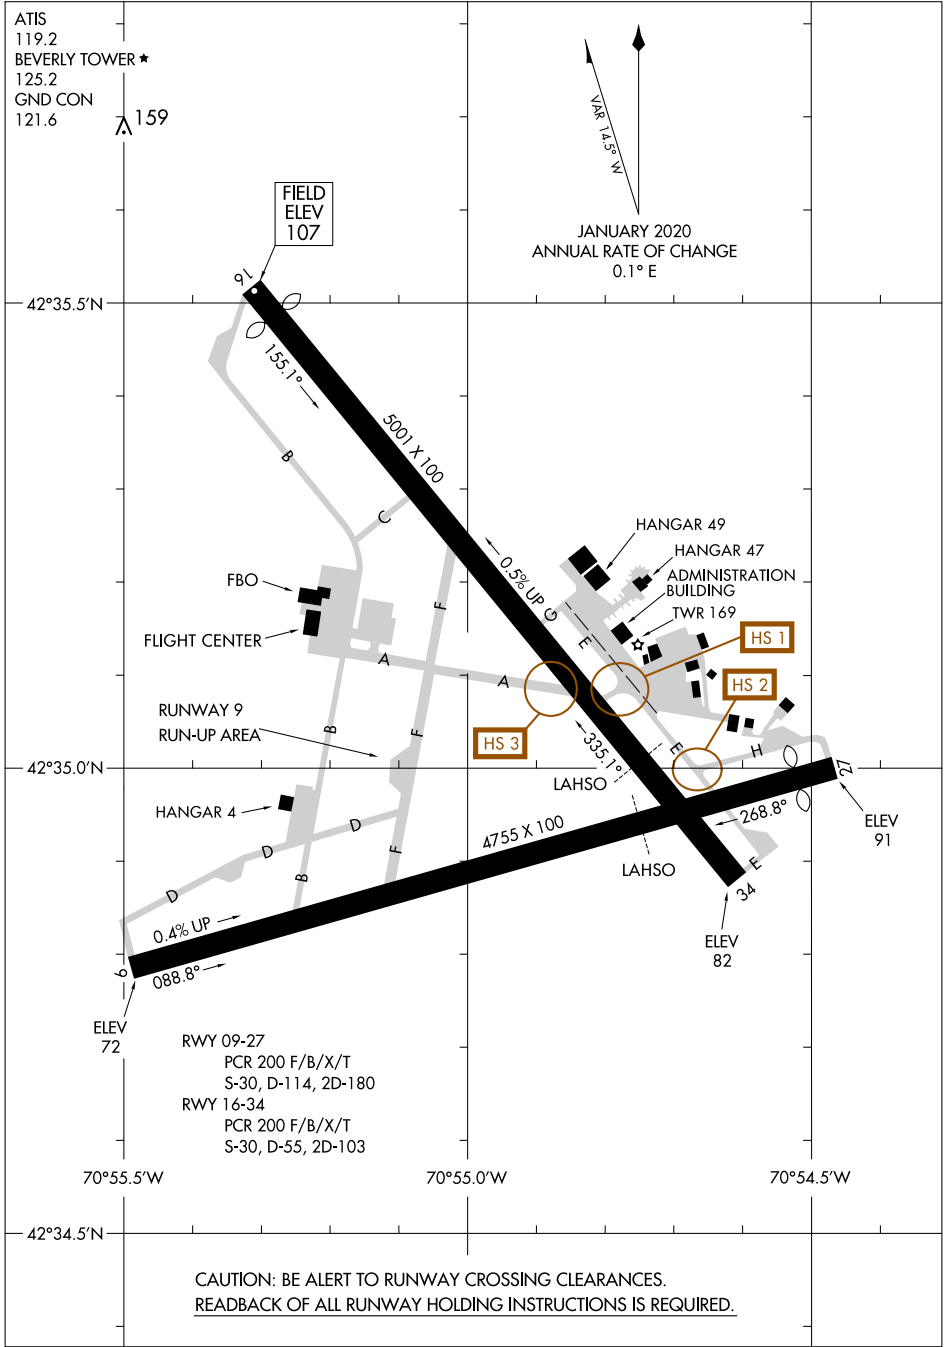 ATIS
119.2
BEVERLY TOWER ★
125.2
GND CON
121.6
159
VAR 14.5° W
JANUARY 2020
ANNUAL RATE OF CHANGE
0.1° E
FIELD
ELEV
107
16
42°35.5'N
155.1°
5001 X 100
B
C
HANGAR 49
HANGAR 47
ADMINISTRATION
BUILDING
TWR 169
0.5% UP
G
E
F
FBO
FLIGHT CENTER
HS 1
A
A
HS 2
RUNWAY 9
RUN-UP AREA
B
F
HS 3
335.1°
E
H
LAHSO
42°35.0'N
27
HANGAR 4
D
D
D
4755 X 100
268.8°
ELEV
91
LAHSO
B
F
E
34
0.4% UP
088.8°
9
ELEV
82
ELEV
72
RWY 09-27
PCR 200 F/B/X/T
S-30, D-114, 2D-180
RWY 16-34
PCR 200 F/B/X/T
S-30, D-55, 2D-103
70°55.5'W
70°55.0'W
70°54.5'W
42°34.5'N
CAUTION: BE ALERT TO RUNWAY CROSSING CLEARANCES.
READBACK OF ALL RUNWAY HOLDING INSTRUCTIONS IS REQUIRED.